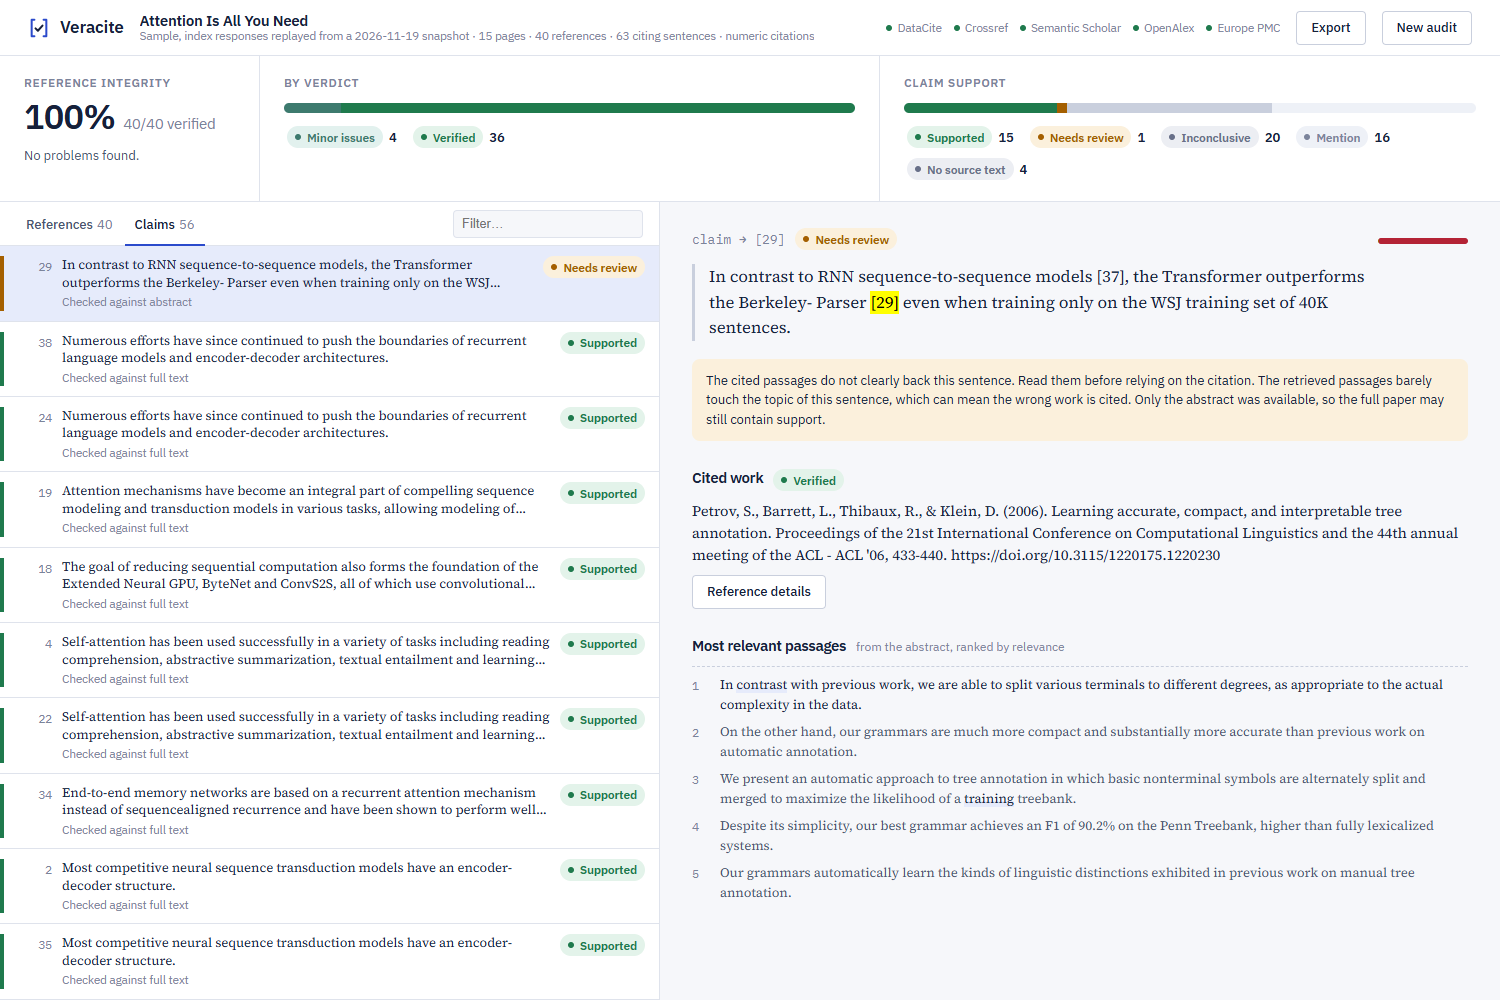 Veracite
Attention Is All You Need
Sample, index responses replayed from a 2026-11-19 snapshot · 15 pages · 40 references · 63 citing sentences · numeric citations
DataCite
Crossref
Semantic Scholar
OpenAlex
Europe PMC
Export
New audit
REFERENCE INTEGRITY
100% 40/40 verified
No problems found.
BY VERDICT
Minor issues 4
Verified 36
CLAIM SUPPORT
Supported 15
Needs review 1
Inconclusive 20
Mention 16
No source text 4
References 40
Claims 56
Filter...
29 In contrast to RNN sequence-to-sequence models, the Transformer
outperforms the Berkeley- Parser even when training only on the WSJ...
Checked against abstract
Needs review
38 Numerous efforts have since continued to push the boundaries of recurrent
language models and encoder-decoder architectures.
Checked against full text
Supported
24 Numerous efforts have since continued to push the boundaries of recurrent
language models and encoder-decoder architectures.
Checked against full text
Supported
19 Attention mechanisms have become an integral part of compelling sequence
modeling and transduction models in various tasks, allowing modeling of...
Checked against full text
Supported
18 The goal of reducing sequential computation also forms the foundation of the
Extended Neural GPU, ByteNet and ConvS2S, all of which use convolutional...
Checked against full text
Supported
4 Self-attention has been used successfully in a variety of tasks including reading
comprehension, abstractive summarization, textual entailment and learning...
Checked against full text
Supported
22 Self-attention has been used successfully in a variety of tasks including reading
comprehension, abstractive summarization, textual entailment and learning...
Checked against full text
Supported
34 End-to-end memory networks are based on a recurrent attention mechanism
instead of sequencealigned recurrence and have been shown to perform well...
Checked against full text
Supported
2 Most competitive neural sequence transduction models have an encoder-
decoder structure.
Checked against full text
Supported
35 Most competitive neural sequence transduction models have an encoder-
decoder structure.
Checked against full text
Supported
claim → [29]
Needs review
In contrast to RNN sequence-to-sequence models [37], the Transformer outperforms
the Berkeley- Parser [29] even when training only on the WSJ training set of 40K
sentences.
The cited passages do not clearly back this sentence. Read them before relying on the citation. The retrieved passages barely
touch the topic of this sentence, which can mean the wrong work is cited. Only the abstract was available, so the full paper may
still contain support.
Cited work
Verified
Petrov, S., Barrett, L., Thibaux, R., & Klein, D. (2006). Learning accurate, compact, and interpretable tree
annotation. Proceedings of the 21st International Conference on Computational Linguistics and the 44th annual
meeting of the ACL - ACL '06, 433-440. https://doi.org/10.3115/1220175.1220230
Reference details
Most relevant passages from the abstract, ranked by relevance
1 In contrast with previous work, we are able to split various terminals to different degrees, as appropriate to the actual
complexity in the data.
2 On the other hand, our grammars are much more compact and substantially more accurate than previous work on
automatic annotation.
3 We present an automatic approach to tree annotation in which basic nonterminal symbols are alternately split and
merged to maximize the likelihood of a training treebank.
4 Despite its simplicity, our best grammar achieves an F1 of 90.2% on the Penn Treebank, higher than fully lexicalized
systems.
5 Our grammars automatically learn the kinds of linguistic distinctions exhibited in previous work on manual tree
annotation.